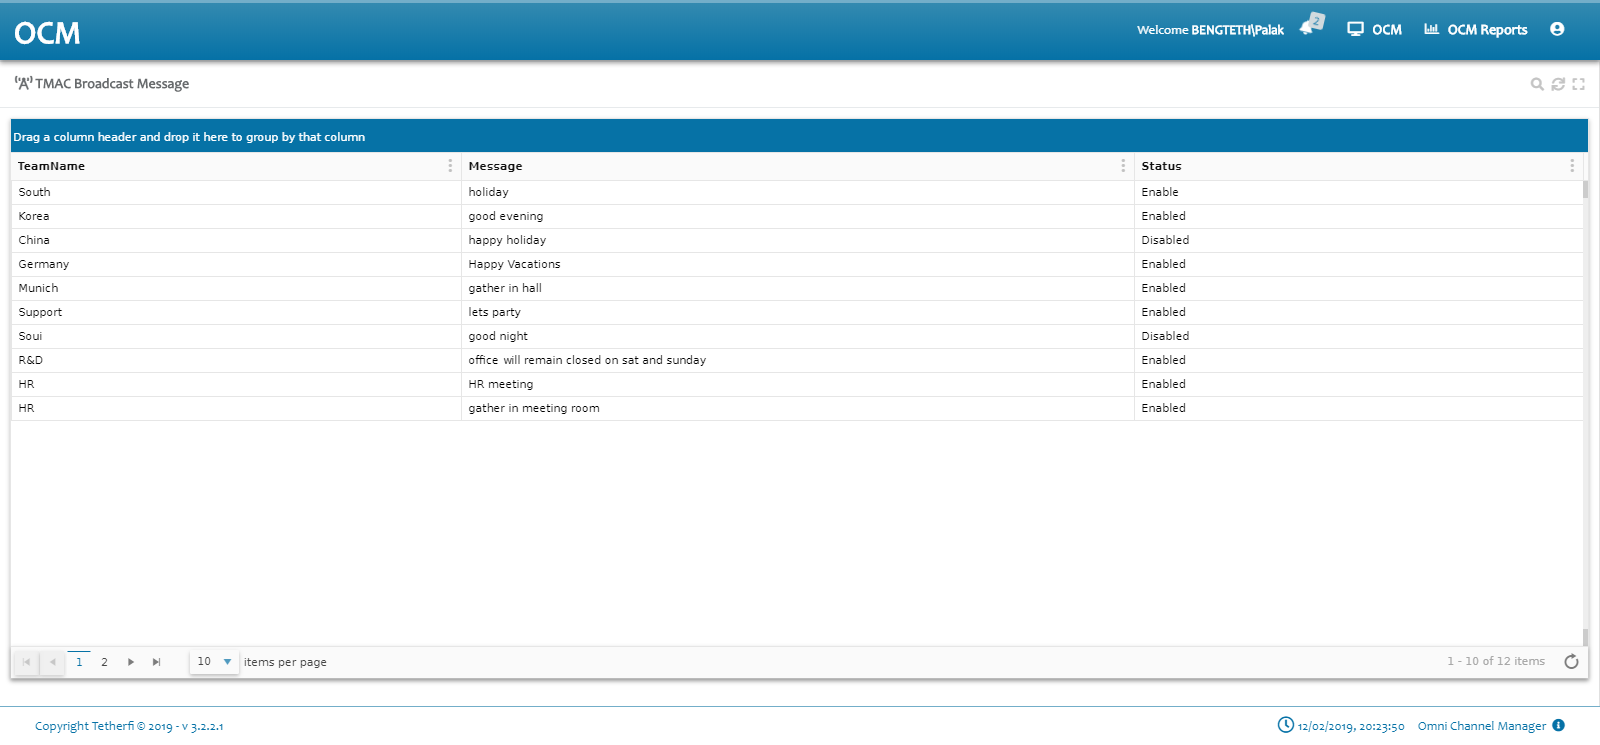 OCM
Welcome BENGTETH\Palak 2 OCM OCM Reports
TMAC Broadcast Message
Drag a column header and drop it here to group by that column
TeamName Message Status
South holiday Enable
Korea good evening Enabled
China happy holiday Disabled
Germany Happy Vacations Enabled
Munich gather in hall Enabled
Support lets party Enabled
Soui good night Disabled
R&D office will remain closed on sat and sunday Enabled
HR HR meeting Enabled
HR gather in meeting room Enabled
1 2 10 items per page 1 - 10 of 12 items
Copyright Tetherfi © 2019 - v 3.2.2.1 12/02/2019, 20:23:50 Omni Channel Manager